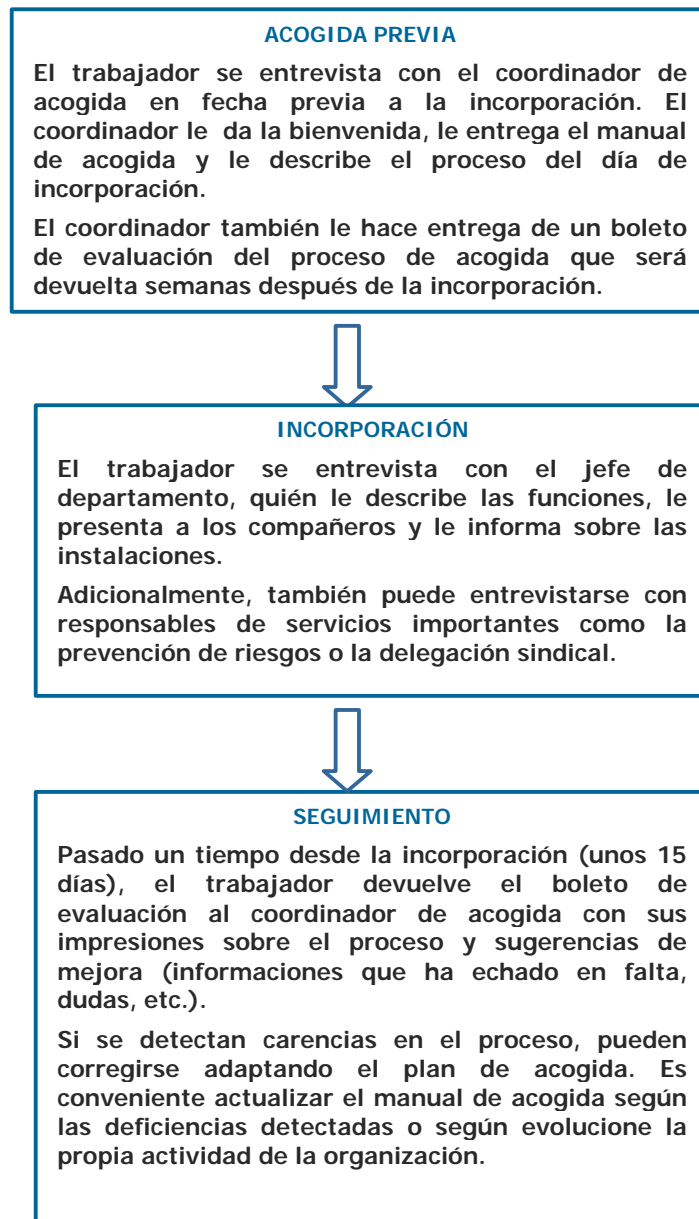 ACOGIDA PREVIA
El trabajador se entrevista con el coordinador de
acogida en fecha previa a la incorporación. El
coordinador le da la bienvenida, le entrega el manual
de acogida y le describe el proceso del día de
incorporación.
El coordinador también le hace entrega de un boleto
de evaluación del proceso de acogida que será
devuelta semanas después de la incorporación.
INCORPORACIÓN
El trabajador se entrevista con el jefe de
departamento, quién le describe las funciones, le
presenta a los compañeros y le informa sobre las
instalaciones.
Adicionalmente, también puede entrevistarse con
responsables de servicios importantes como la
prevención de riesgos o la delegación sindical.
SEGUIMIENTO
Pasado un tiempo desde la incorporación (unos 15
días), el trabajador devuelve el boleto de
evaluación al coordinador de acogida con sus
impresiones sobre el proceso y sugerencias de
mejora (informaciones que ha echado en falta,
dudas, etc.).
Si se detectan carencias en el proceso, pueden
corregirse adaptando el plan de acogida. Es
conveniente actualizar el manual de acogida según
las deficiencias detectadas o según evolucione la
propia actividad de la organización.